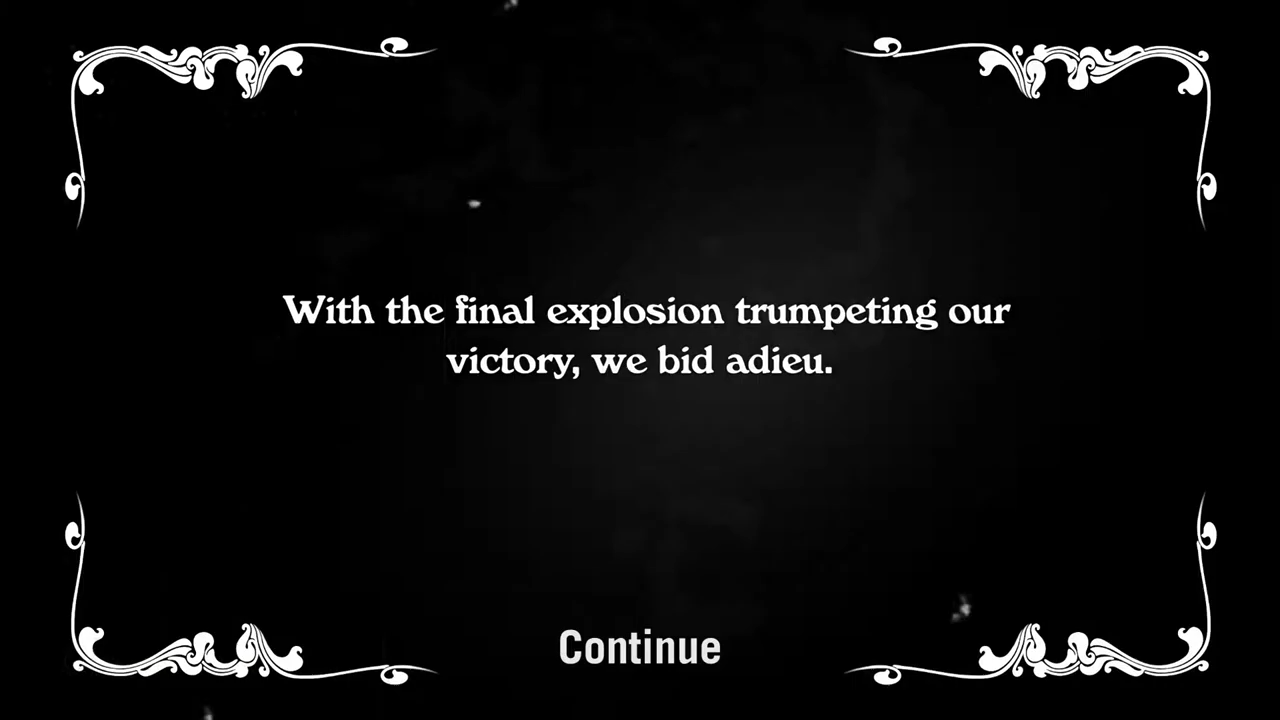 With the final explosion trumpeting our
victory, we bid adieu.
Continue